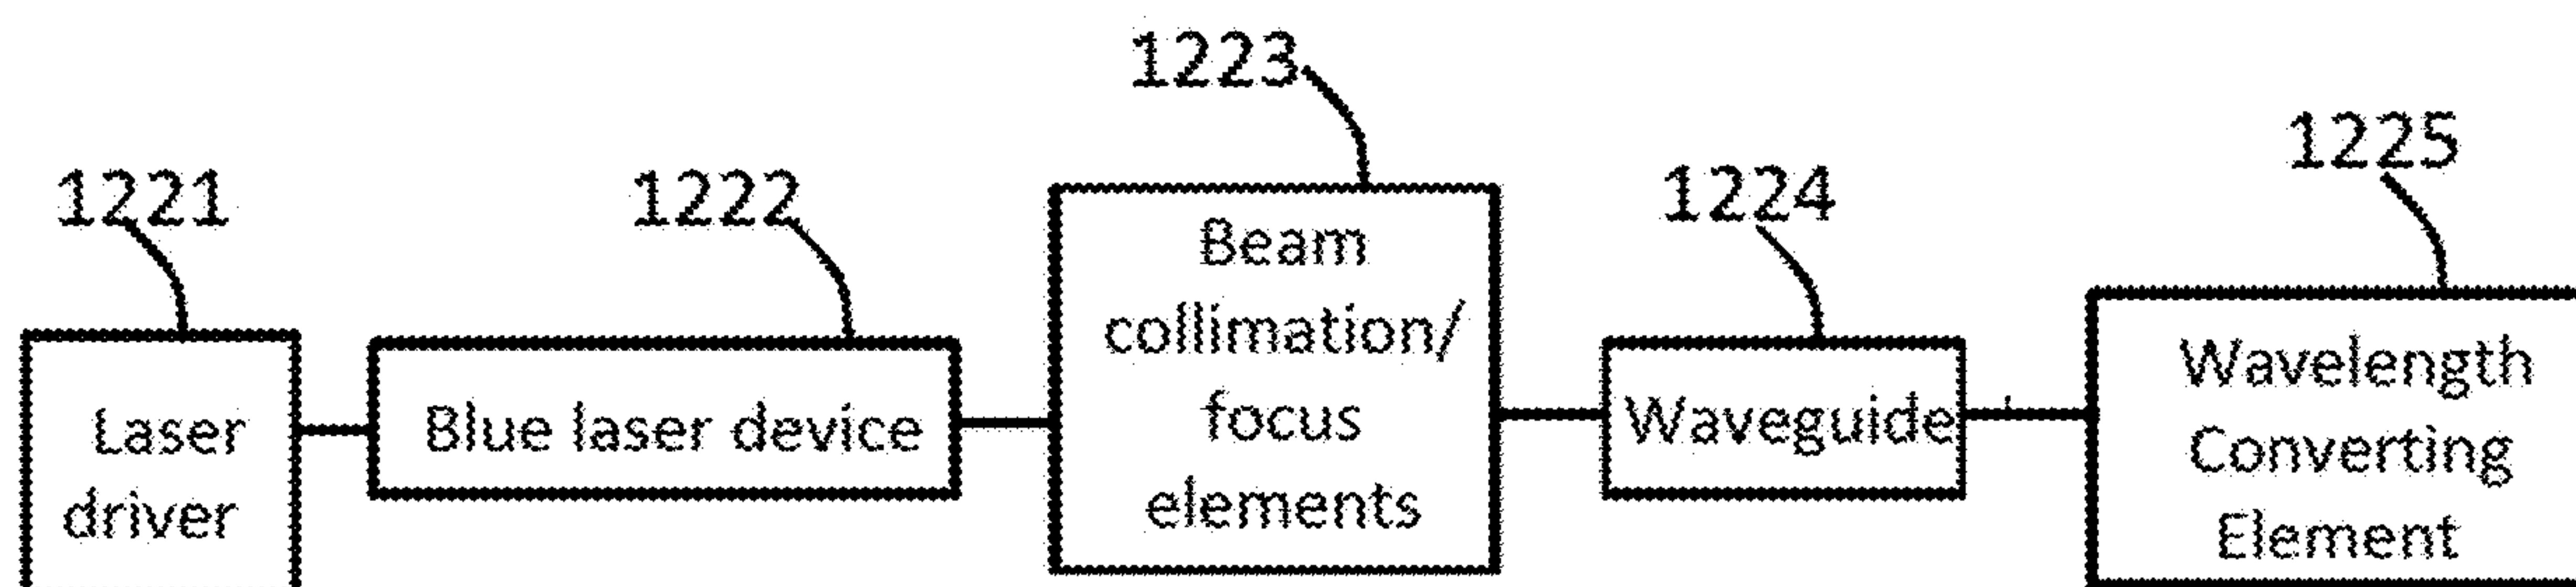 1223
1225
1221
1222
1224
Beam
collimation/
focus
elements
Laser
driver
Blue laser device
Waveguide
Wavelength
Converting
Element